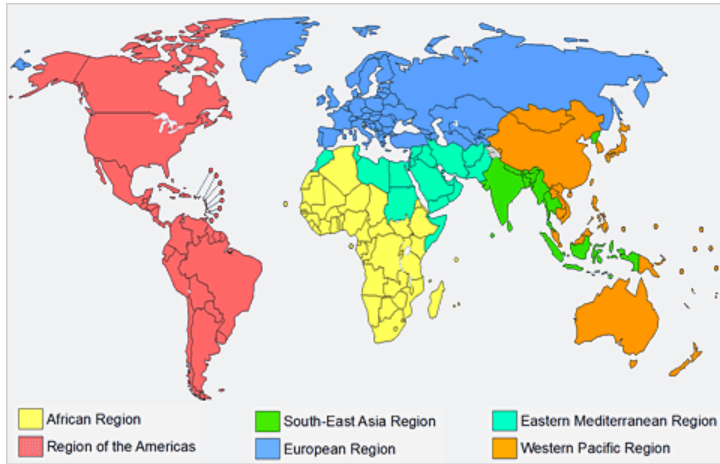 African Region
South-East Asia Region
Eastern Mediterranean Region
Region of the Americas
European Region
Western Pacific Region